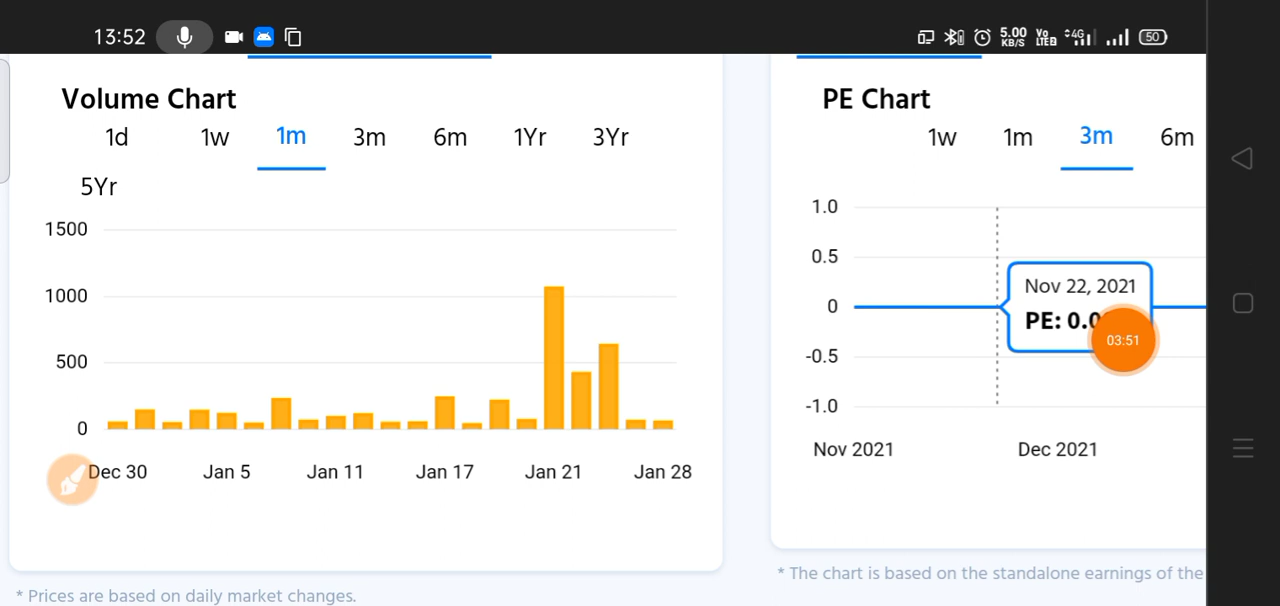 13:52
5.00
KB/S
Vo
LTE2
4G
50
Volume Chart
1d 1w 1m 3m 6m 1Yr 3Yr
5Yr
1500
1000
500
0
Dec 30 Jan 5 Jan 11 Jan 17 Jan 21 Jan 28
* Prices are based on daily market changes.
PE Chart
1w 1m 3m 6m
1.0
0.5
0
-0.5
-1.0
Nov 22, 2021
PE: 0.0
03:51
Nov 2021 Dec 2021
* The chart is based on the standalone earnings of the